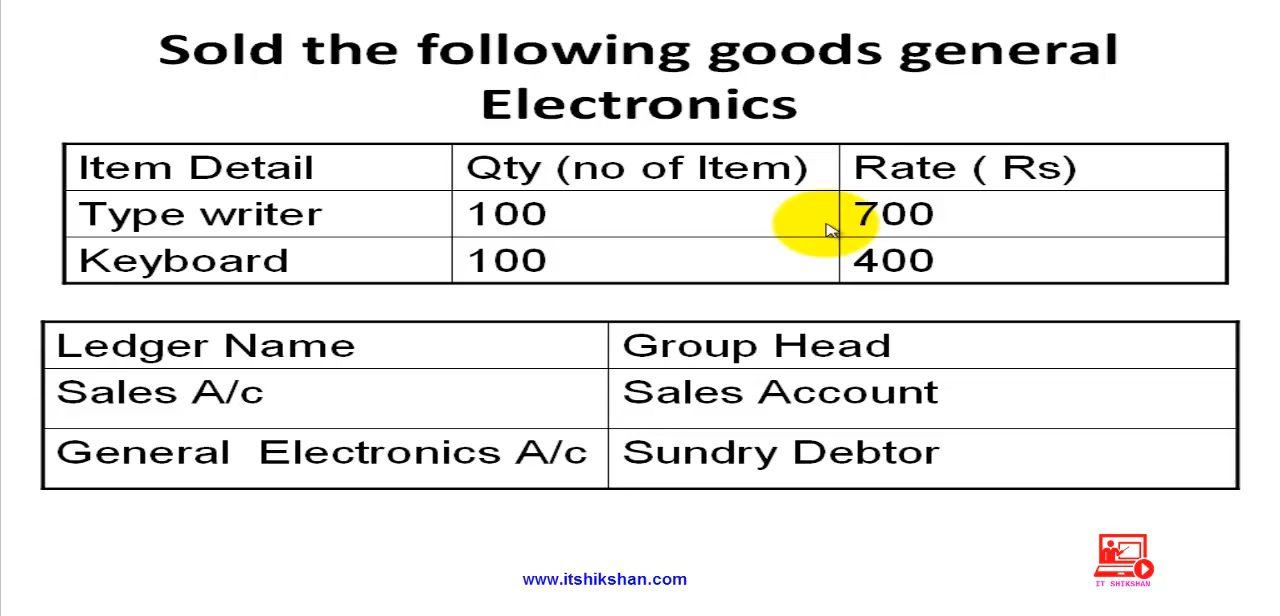 Sold the following goods general
Electronics
Item Detail Qty (no of Item) Rate ( Rs)
Type writer 100 700
Keyboard 100 400
Ledger Name Group Head
Sales A/c Sales Account
General Electronics A/c Sundry Debtor
www.itshikshan.com
IT SHIKSHAN